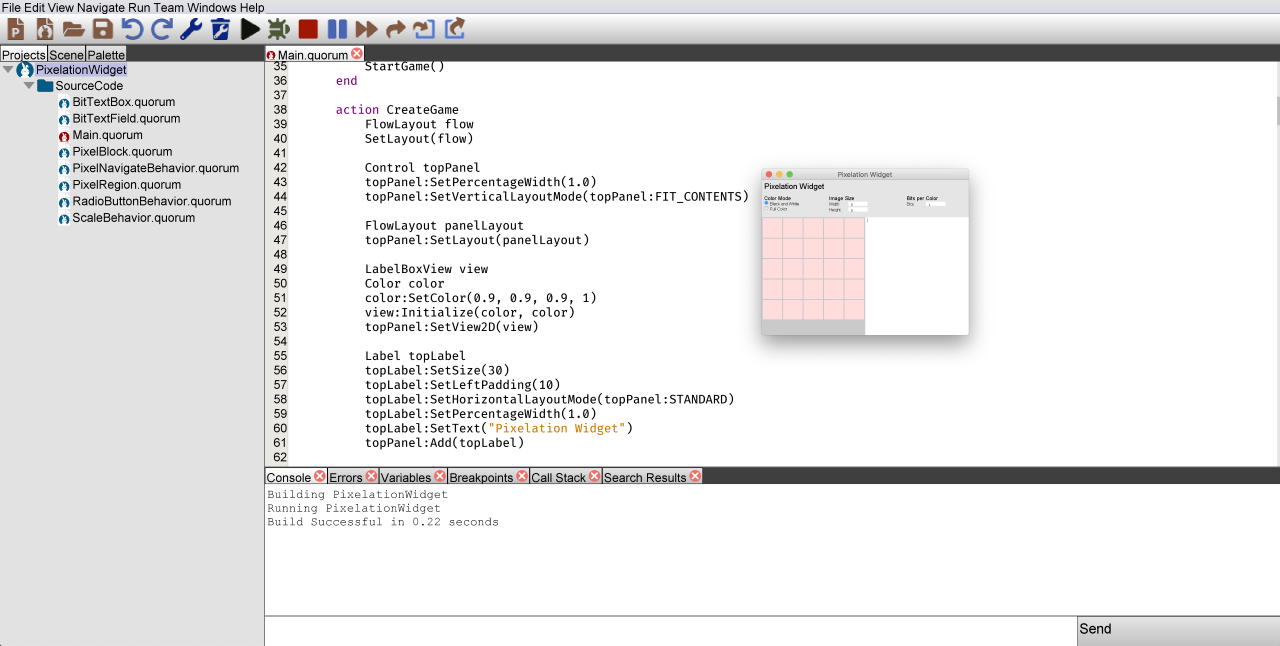 File Edit View Navigate Run Team Windows Help
Projects Scene Palette
Main.quorum
PixelationWidget
SourceCode
BitTextBox.quorum
BitTextField.quorum
Main.quorum
PixelBlock.quorum
PixelNavigateBehavior.quorum
PixelRegion.quorum
RadioButtonBehavior.quorum
ScaleBehavior.quorum
35 StartGame()
36 end
37
38 action CreateGame
39 FlowLayout flow
40 SetLayout(flow)
41
42 Control topPanel
43 topPanel:SetPercentageWidth(1.0)
44 topPanel:SetVerticalLayoutMode(topPanel:FIT_CONTENTS)
45
46 FlowLayout panelLayout
47 topPanel:SetLayout(panelLayout)
48
49 LabelBoxView view
50 Color color
51 color:SetColor(0.9, 0.9, 0.9, 1)
52 view:Initialize(color, color)
53 topPanel:SetView2D(view)
54
55 Label topLabel
56 topLabel:SetSize(30)
57 topLabel:SetLeftPadding(10)
58 topLabel:SetHorizontalLayoutMode(topPanel:STANDARD)
59 topLabel:SetPercentageWidth(1.0)
60 topLabel:SetText("Pixelation Widget")
61 topPanel:Add(topLabel)
62
Pixelation Widget
Pixelation Widget
Color Mode Image Size Bits per Color
Black and White Width Bits
Full Color Height
Console Errors Variables Breakpoints Call Stack Search Results
Building PixelationWidget
Running PixelationWidget
Build Successful in 0.22 seconds
Send